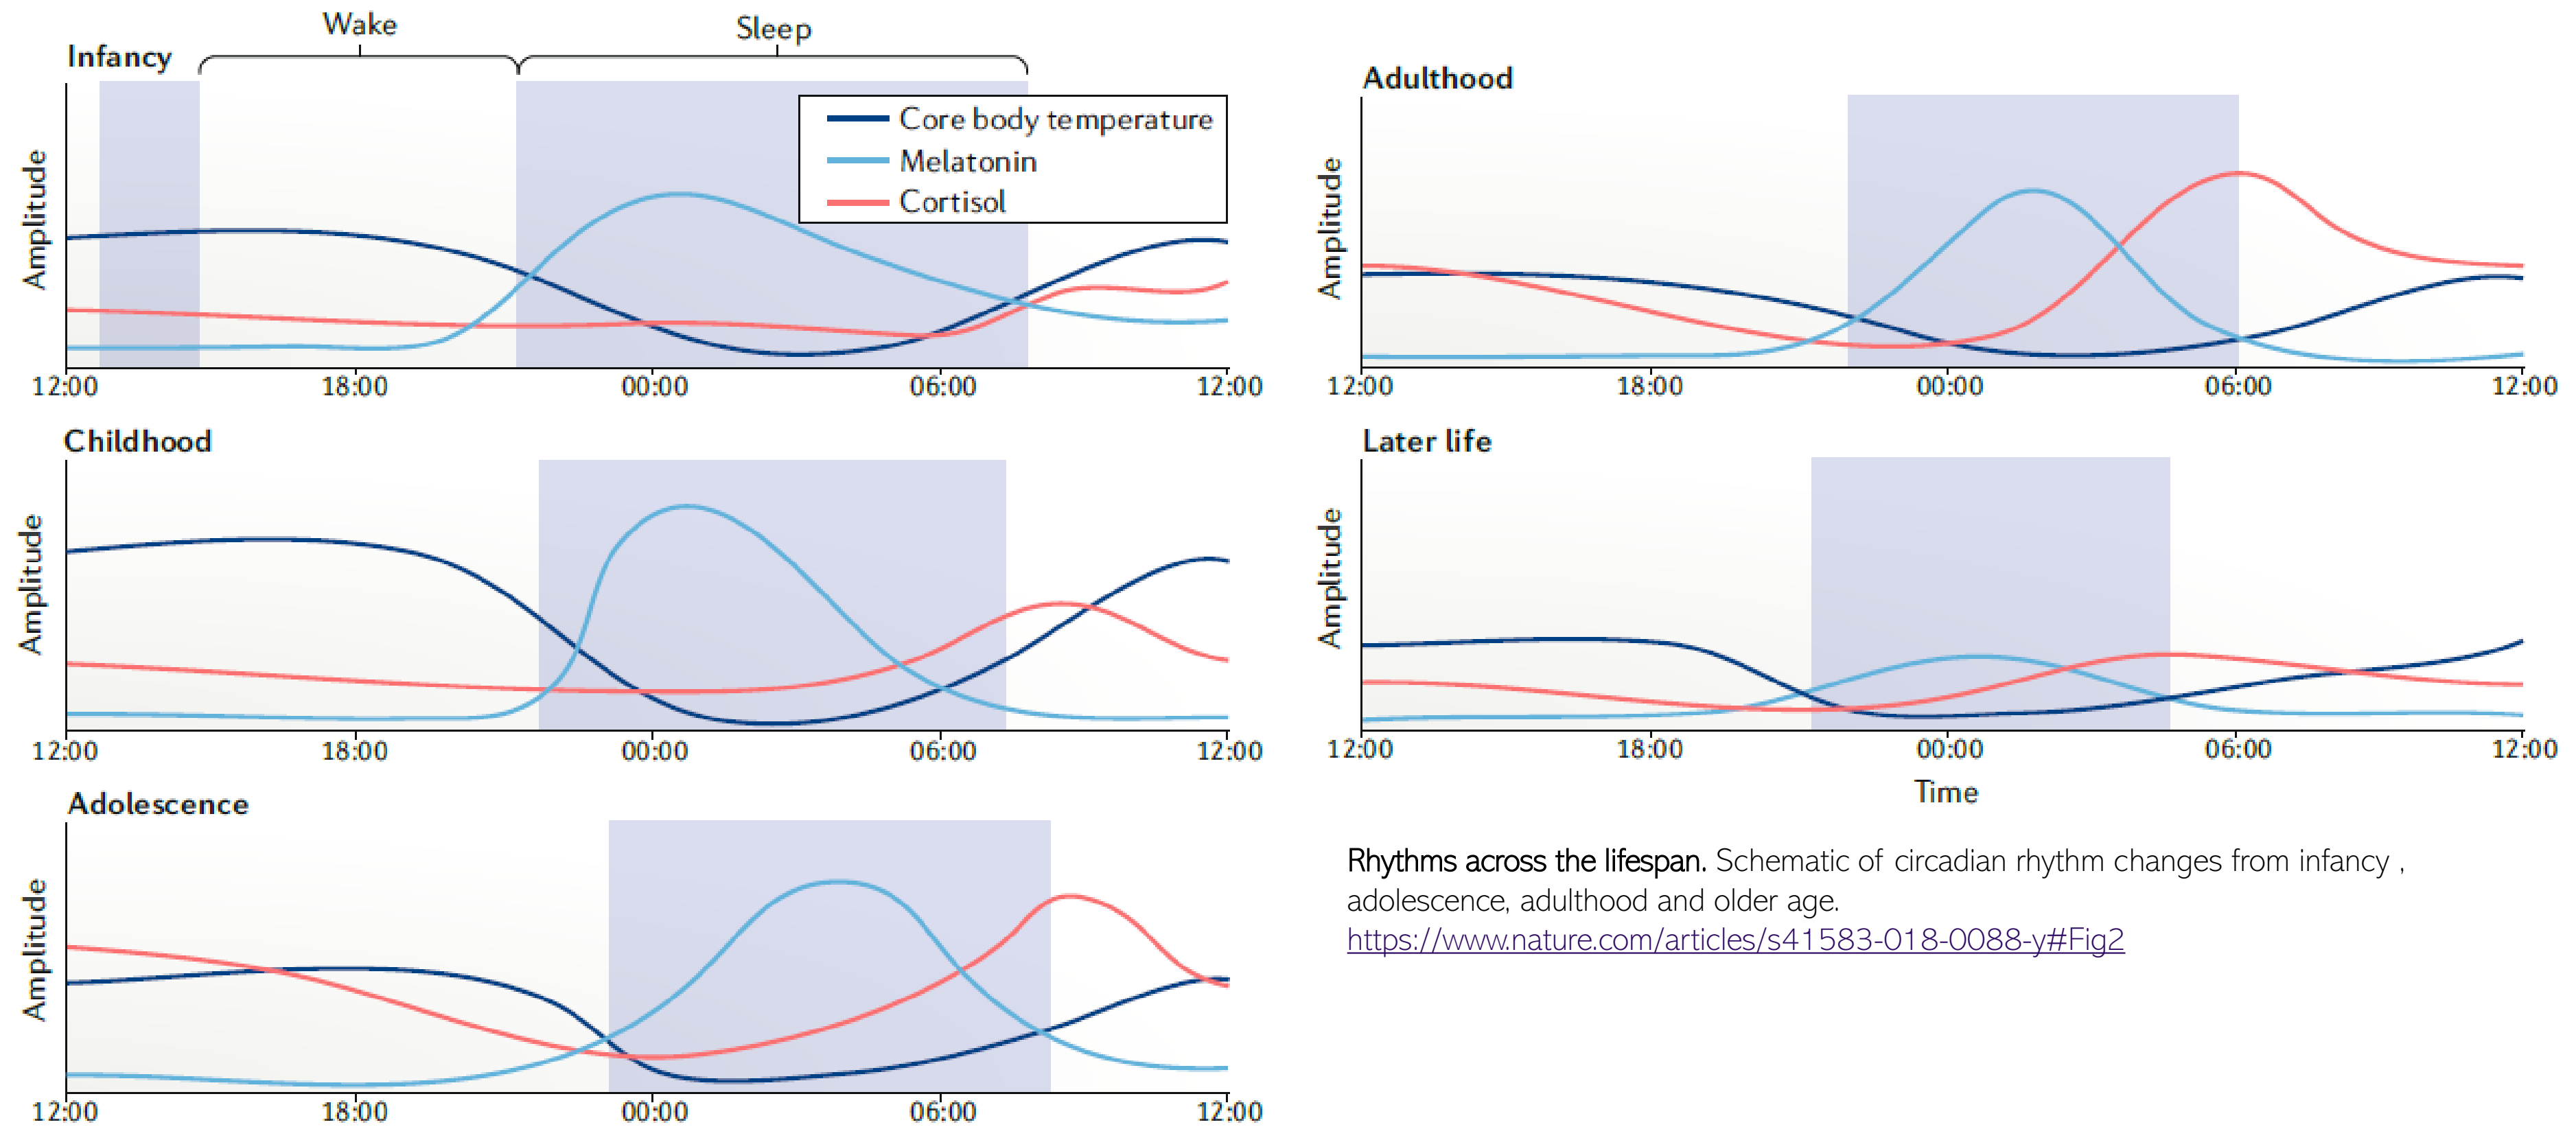 Wake
Sleep
Infancy
Core body temperature
Melatonin
Cortisol
Amplitude
12:00 18:00 00:00 06:00 12:00
Childhood
Amplitude
12:00 18:00 00:00 06:00 12:00
Adolescence
Amplitude
12:00 18:00 00:00 06:00 12:00
Adulthood
Amplitude
12:00 18:00 00:00 06:00 12:00
Later life
Amplitude
12:00 18:00 00:00 06:00 12:00
Time
Rhythms across the lifespan. Schematic of circadian rhythm changes from infancy ,
adolescence, adulthood and older age.
https://www.nature.com/articles/s41583-018-0088-y#Fig2